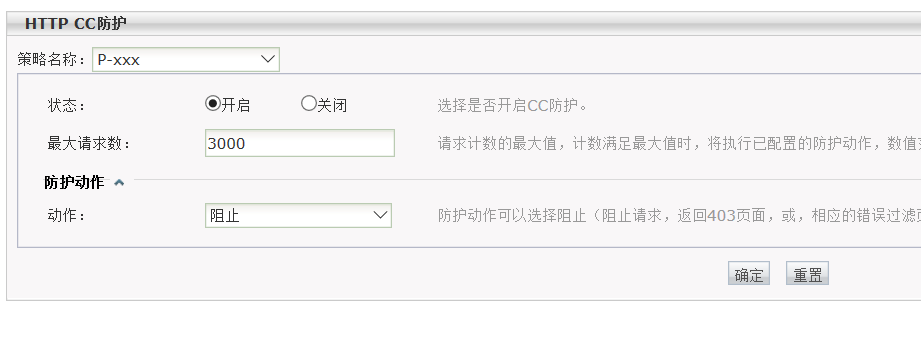 HTTP CC防护
策略名称： P-xxx
状态： 开启 关闭 选择是否开启CC防护。
最大请求数： 3000 请求计数的最大值，计数满足最大值时，将执行已配置的防护动作，数值
防护动作
动作： 阻止 防护动作可以选择阻止（阻止请求，返回403页面，或，相应的错误过滤页
确定 重置